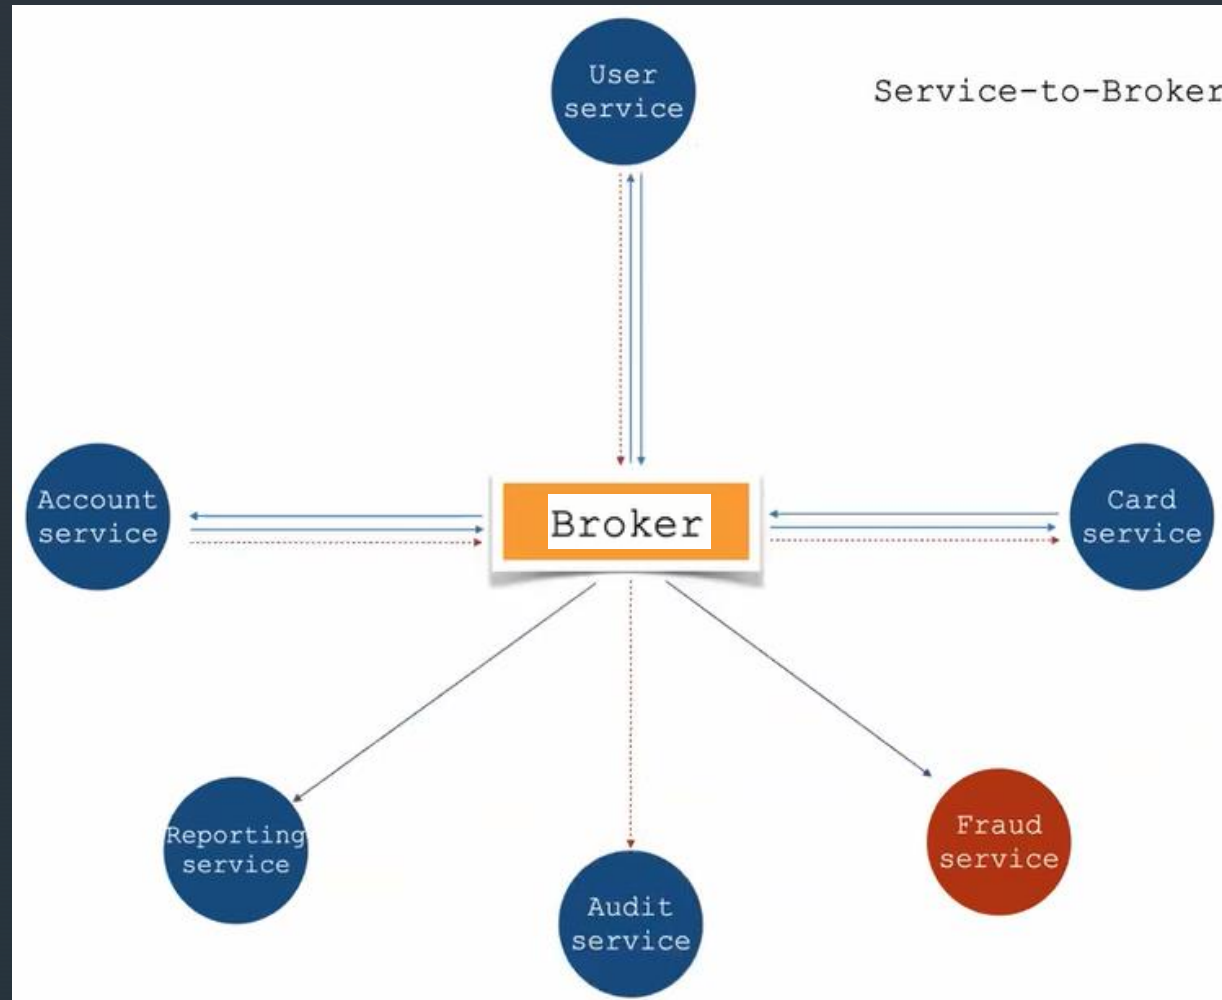 User
service
Service-to-Broker
Account
service
Broker
Card
service
Reporting
service
Audit
service
Fraud
service